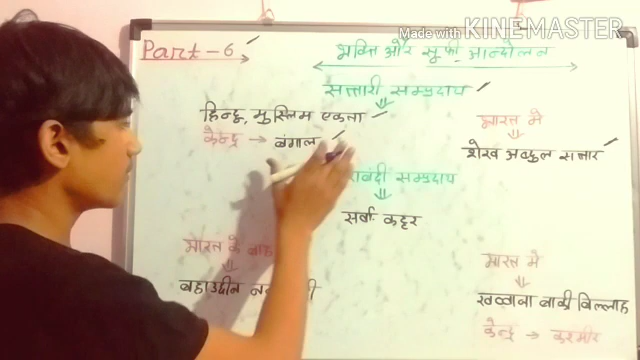 Made with KINEMASTER
Part-6
भक्ति और सूफी आन्दोलन
सत्तारी सम्प्रदाय
हिन्दू, मुस्लिम एकता
केन्द्र → बंगाल
भारत में
शेख अब्दुल सत्तार
सम्प्रदाय
सर्वाः कट्टर
भारत के
बहाउद्दीन
भारत में
ख्वाजा बाकी बिल्लाह
केन्द्र → कश्मीर